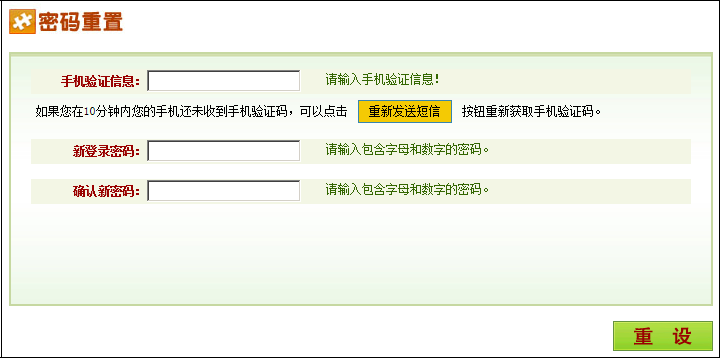 密码重置
手机验证信息： 请输入手机验证信息！
如果您在10分钟内您的手机还未收到手机验证码，可以点击 重新发送短信 按钮重新获取手机验证码。
新登录密码： 请输入包含字母和数字的密码。
确认新密码： 请输入包含字母和数字的密码。
重 设